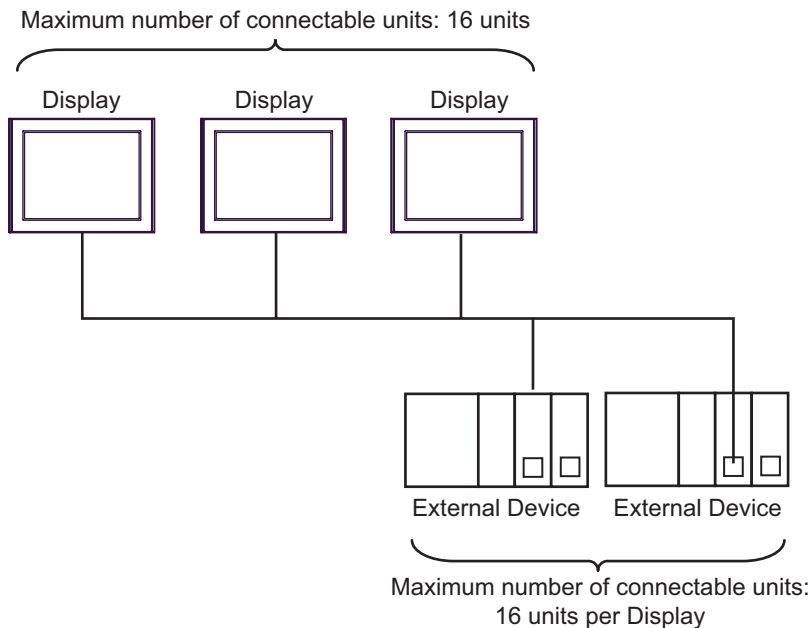 Maximum number of connectable units: 16 units
Display
Display
Display
External Device
External Device
Maximum number of connectable units:
16 units per Display